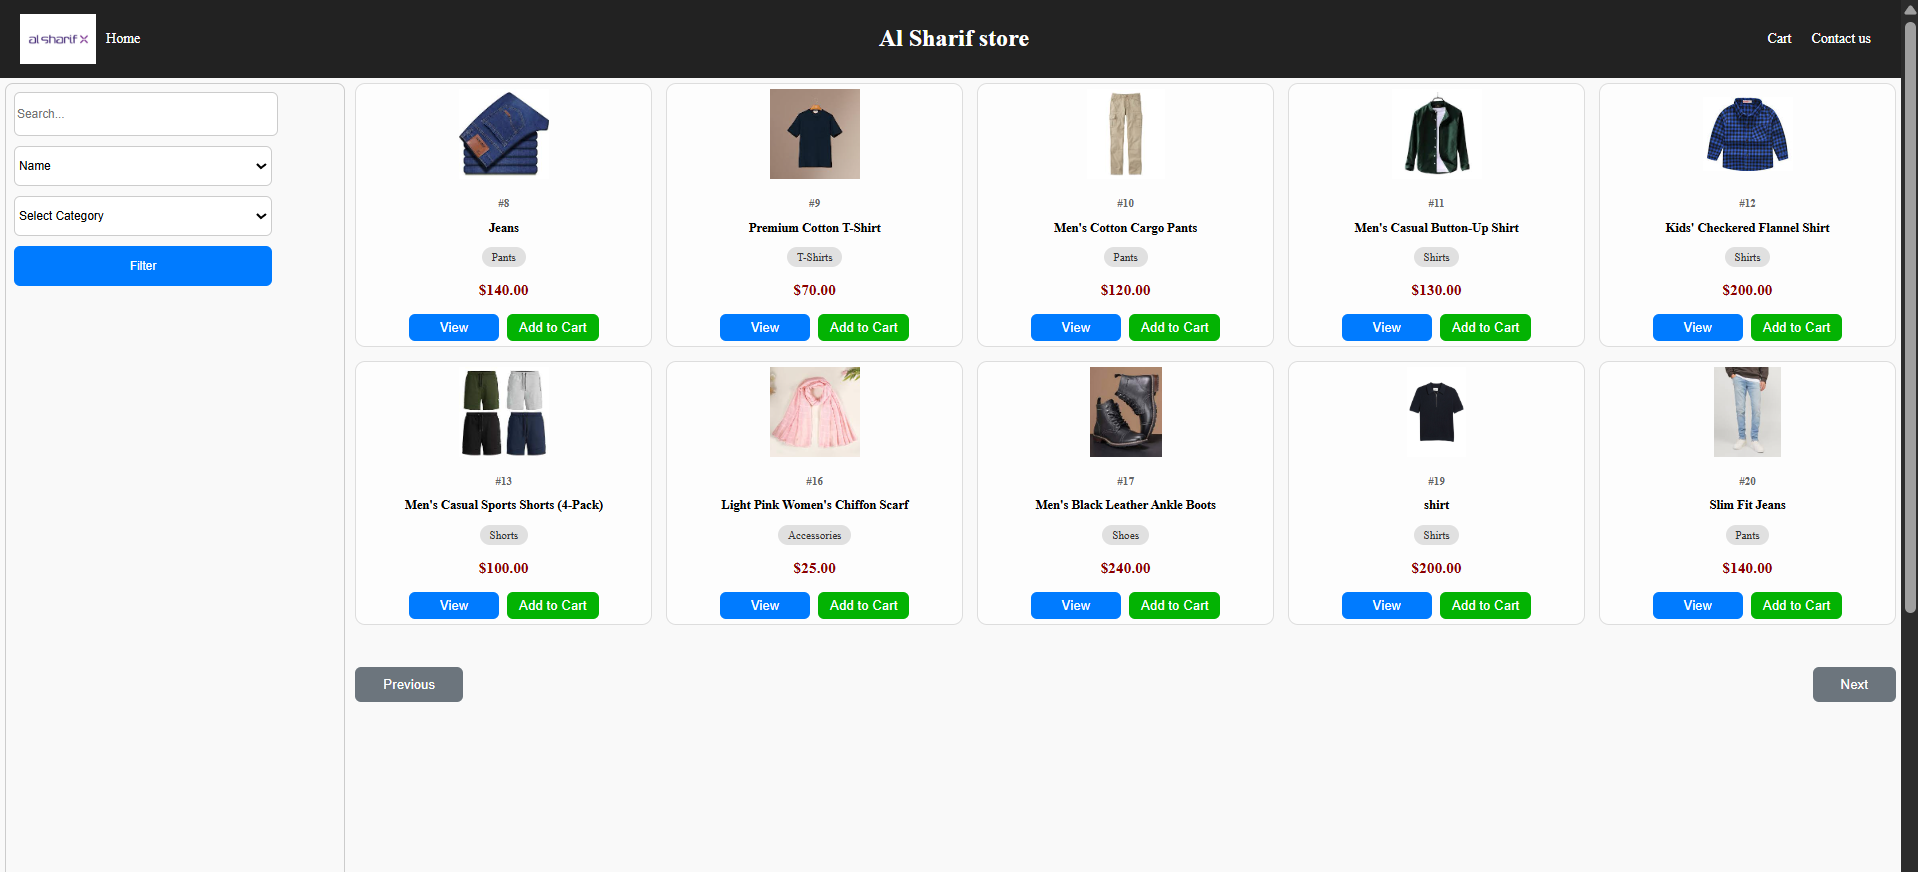 al sharif X
Home
Al Sharif store
Cart
Contact us
Search...
Name
Select Category
Filter
#8
Jeans
Pants
$140.00
View
Add to Cart
#9
Premium Cotton T-Shirt
T-Shirts
$70.00
View
Add to Cart
#10
Men's Cotton Cargo Pants
Pants
$120.00
View
Add to Cart
#11
Men's Casual Button-Up Shirt
Shirts
$130.00
View
Add to Cart
#12
Kids' Checkered Flannel Shirt
Shirts
$200.00
View
Add to Cart
#13
Men's Casual Sports Shorts (4-Pack)
Shorts
$100.00
View
Add to Cart
#16
Light Pink Women's Chiffon Scarf
Accessories
$25.00
View
Add to Cart
#17
Men's Black Leather Ankle Boots
Shoes
$240.00
View
Add to Cart
#19
shirt
Shirts
$200.00
View
Add to Cart
#20
Slim Fit Jeans
Pants
$140.00
View
Add to Cart
Previous
Next